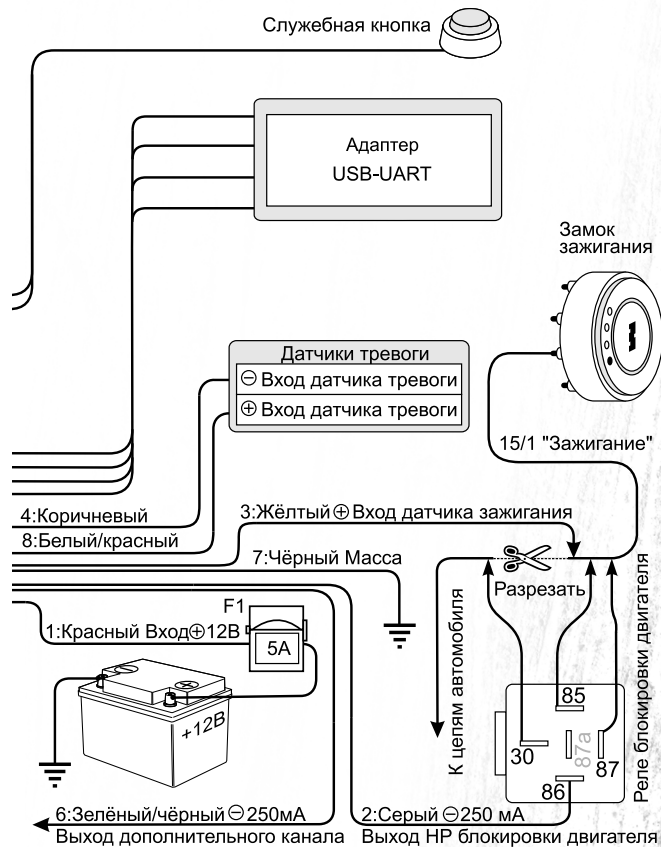 Служебная кнопка
Адаптер
USB-UART
Замок
зажигания
Датчики тревоги
⊖ Вход датчика тревоги
⊕ Вход датчика тревоги
15/1 "Зажигание"
4:Коричневый
3:Жёлтый ⊕ Вход датчика зажигания
8:Белый/красный
7:Чёрный Масса
Разрезать
F1
1:Красный Вход⊕12В
5А
+12В
К цепям автомобиля
Реле блокировки двигателя
85
30
87a
87
86
6:Зелёный/чёрный ⊖ 250мА
Выход дополнительного канала
2:Серый ⊖250 мА
Выход НР блокировки двигателя